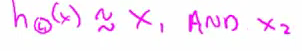 h_Θ(x) ≈ x₁ AND x₂